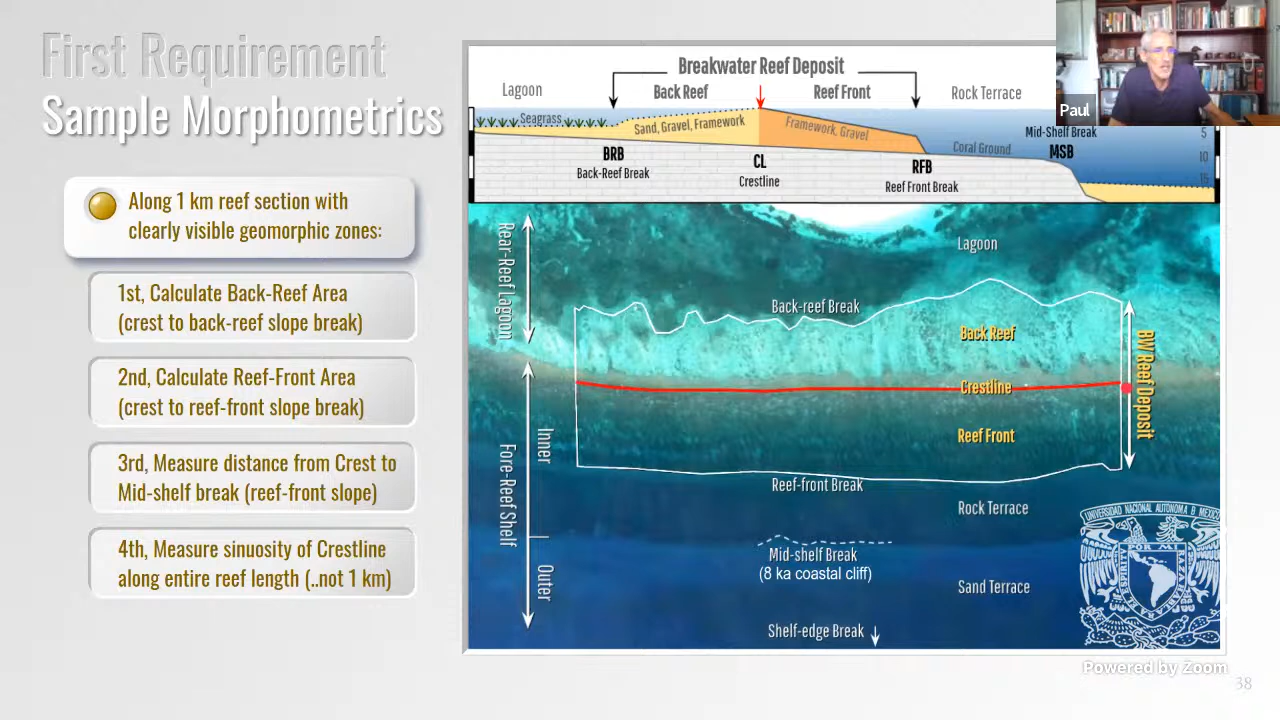 First Requirement
Sample Morphometrics
Along 1 km reef section with
clearly visible geomorphic zones:
1st, Calculate Back-Reef Area
(crest to back-reef slope break)
2nd, Calculate Reef-Front Area
(crest to reef-front slope break)
3rd, Measure distance from Crest to
Mid-shelf break (reef-front slope)
4th, Measure sinuosity of Crestline
along entire reef length (..not 1 km)
Breakwater Reef Deposit
Lagoon
Back Reef
Reef Front
Rock Terrace
Seagrass
Sand, Gravel, Framework
Framework, Gravel
Coral Ground
Mid-Shelf Break
MSB
5
10
15
BRB
Back-Reef Break
CL
Crestline
RFB
Reef Front Break
Rear-Reef Lagoon
Lagoon
Back-reef Break
Back Reef
Crestline
BW Reef Deposit
Reef Front
Inner
Fore-Reef Shelf
Reef-front Break
Rock Terrace
Mid-shelf Break
(8 ka coastal cliff)
Outer
Sand Terrace
Shelf-edge Break
Paul
UNIVERSIDAD NACIONAL AUTONOMA
Powered by Zoom
38